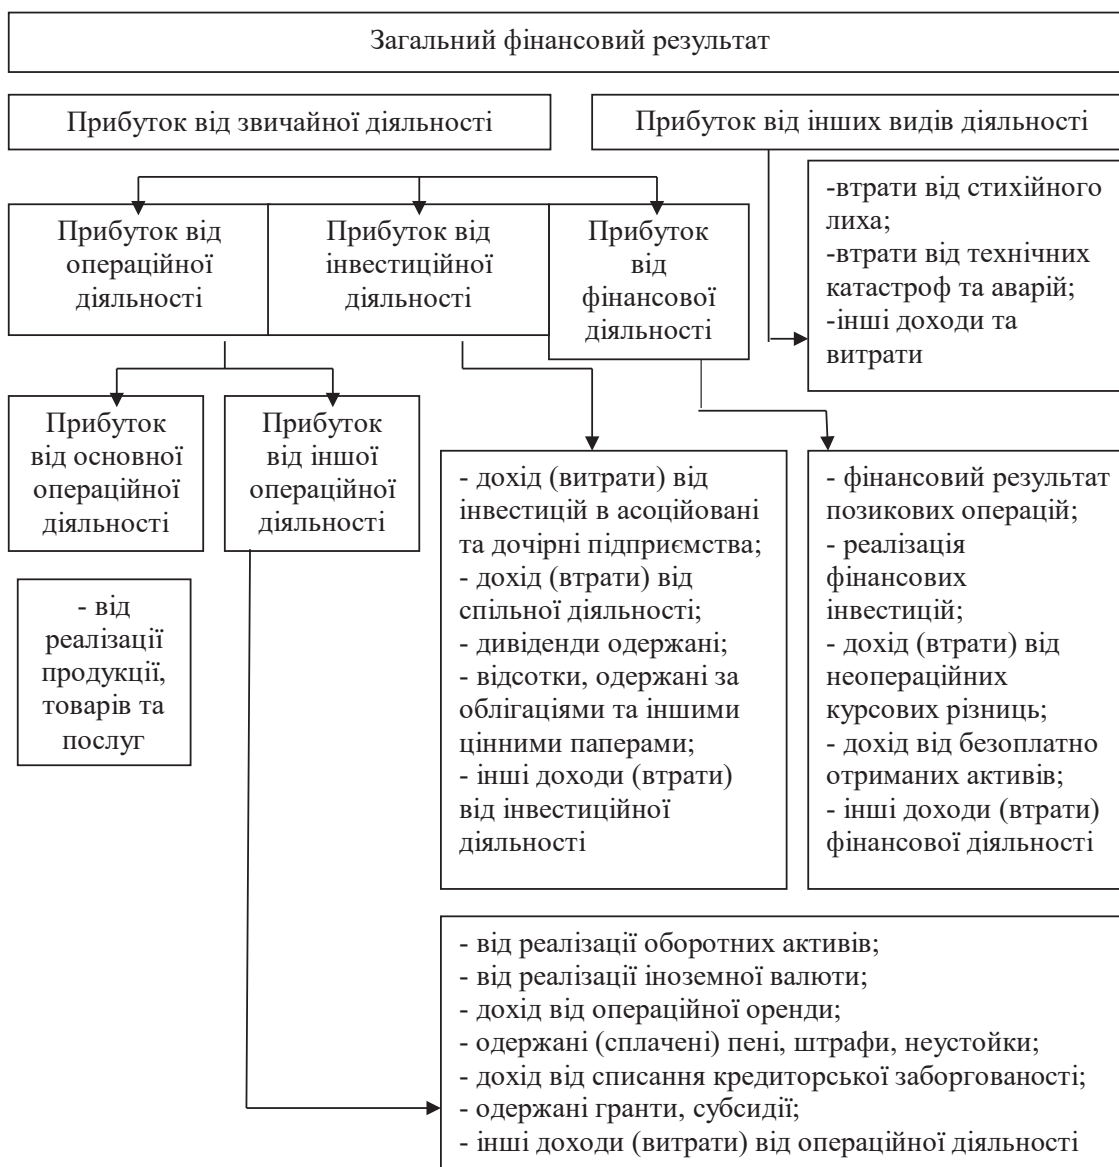 Загальний фінансовий результат
Прибуток від звичайної діяльності
Прибуток від інших видів діяльності
-втрати від стихійного
лиха;
-втрати від технічних
катастроф та аварій;
-інші доходи та
витрати
Прибуток від
операційної
діяльності
Прибуток від
інвестиційної
діяльності
Прибуток
від
фінансової
діяльності
Прибуток
від основної
операційної
діяльності
Прибуток
від іншої
операційної
діяльності
- від
реалізації
продукції,
товарів та
послуг
- дохід (витрати) від
інвестицій в асоційовані
та дочірні підприємства;
- дохід (втрати) від
спільної діяльності;
- дивіденди одержані;
- відсотки, одержані за
облігаціями та іншими
цінними паперами;
- інші доходи (втрати)
від інвестиційної
діяльності
- фінансовий результат
позикових операцій;
- реалізація
фінансових
інвестицій;
- дохід (втрати) від
неопераційних
курсових різниць;
- дохід від безоплатно
отриманих активів;
- інші доходи (втрати)
фінансової діяльності
- від реалізації оборотних активів;
- від реалізації іноземної валюти;
- дохід від операційної оренди;
- одержані (сплачені) пені, штрафи, неустойки;
- дохід від списання кредиторської заборгованості;
- одержані гранти, субсидії;
- інші доходи (витрати) від операційної діяльності